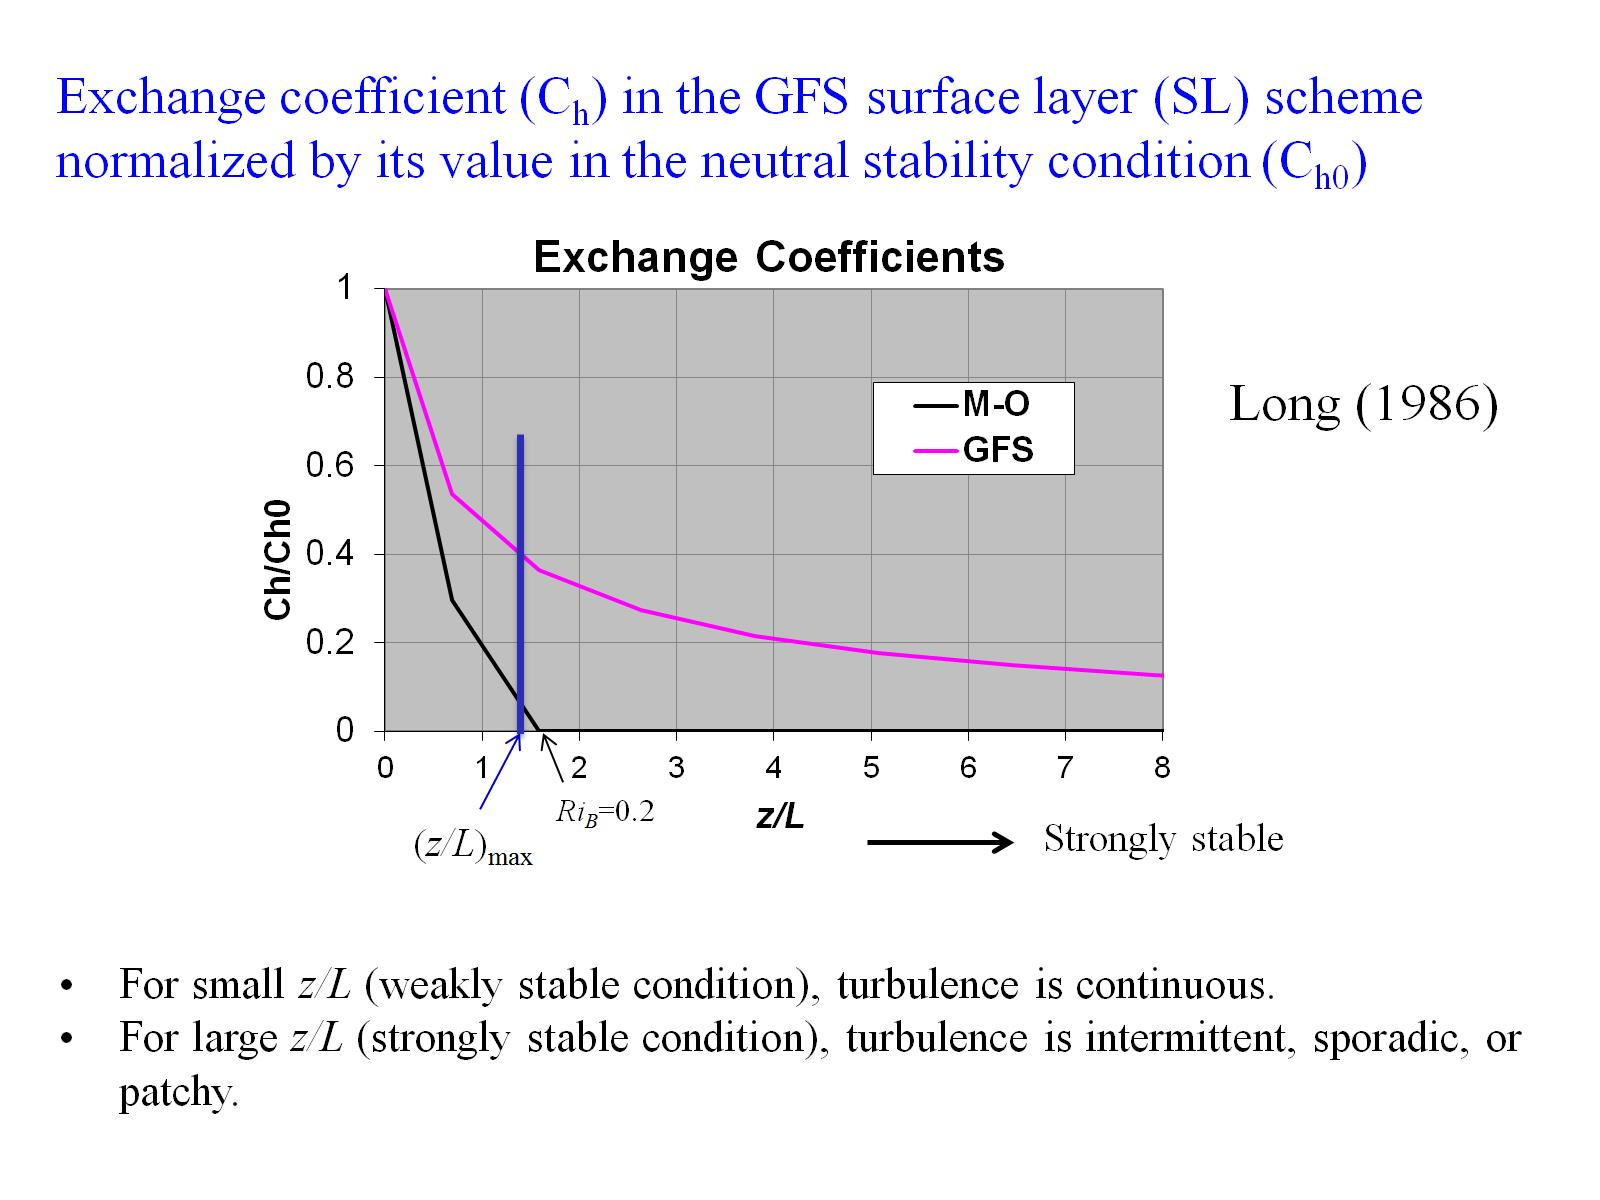 Exchange coefficient (Ch) in the GFS surface layer (SL) scheme
normalized by its value in the neutral stability condition (Ch0)
Exchange Coefficients
1
0.8
0.6
0.4
0.2
0
Ch/Ch0
M-O
GFS
Long (1986)
0 1 2 3 4 5 6 7 8
RiB=0.2
z/L
(z/L)max
Strongly stable
• For small z/L (weakly stable condition), turbulence is continuous.
• For large z/L (strongly stable condition), turbulence is intermittent, sporadic, or
patchy.